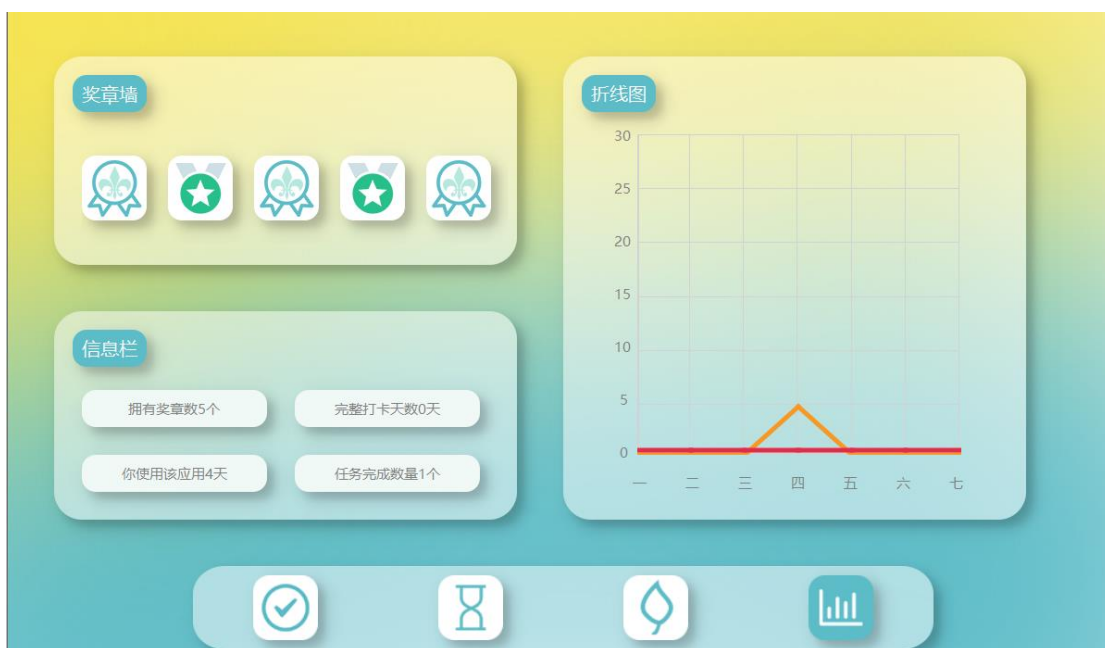 奖章墙
信息栏
拥有奖章数5个
完整打卡天数0天
你使用该应用4天
任务完成数量1个
折线图
30
25
20
15
10
5
0
一 二 三 四 五 六 七